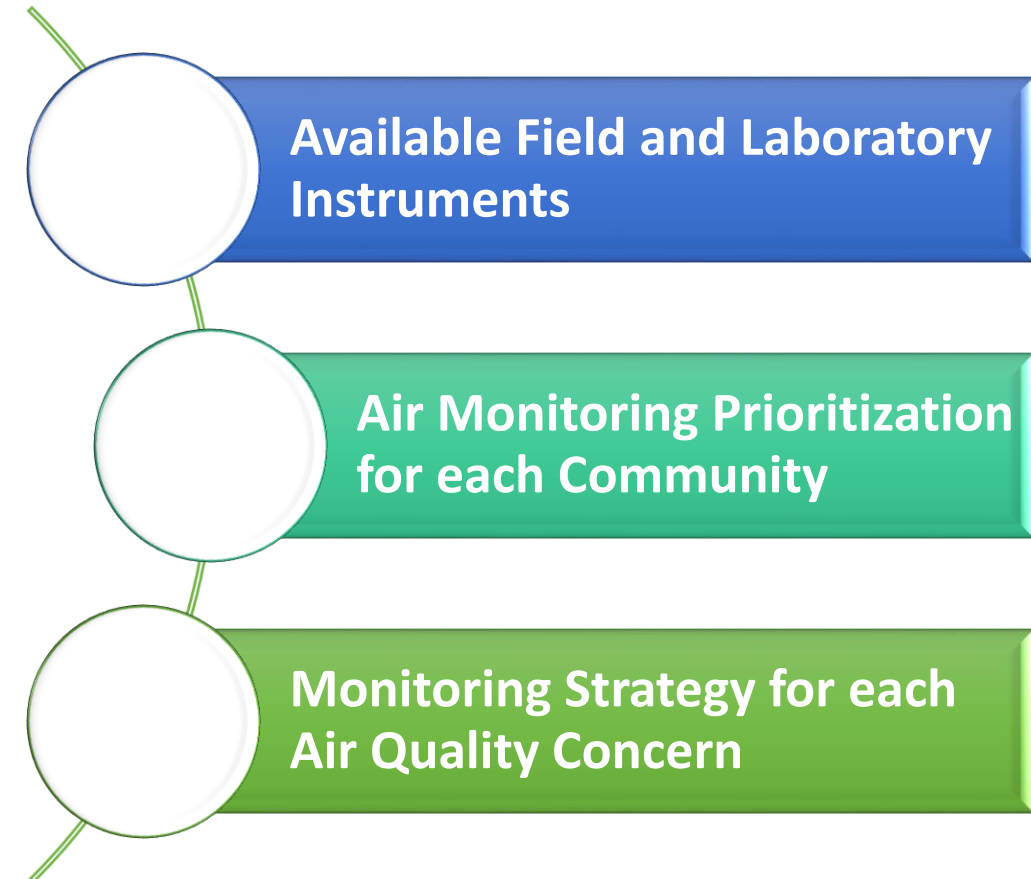 Available Field and Laboratory
Instruments
Air Monitoring Prioritization
for each Community
Monitoring Strategy for each
Air Quality Concern